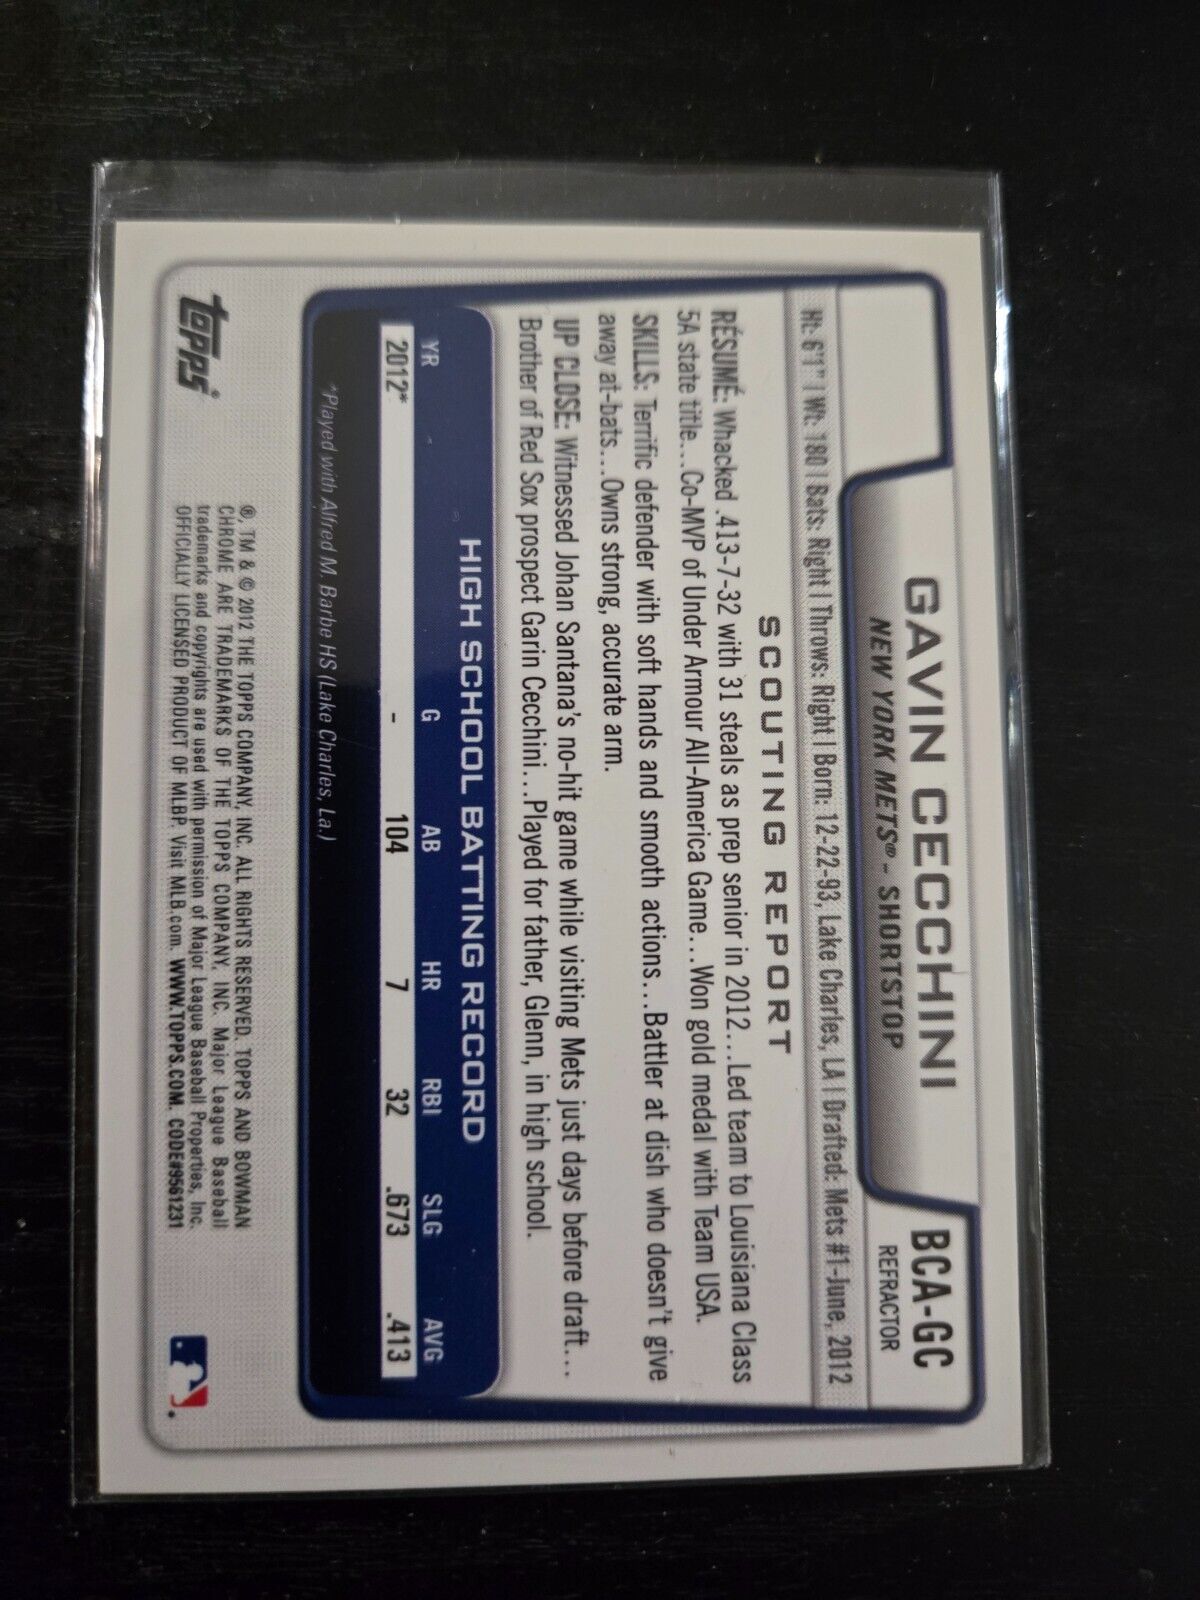 GAVIN CECCHINI
NEW YORK METS® - SHORTSTOP
BCA-GC
REFRACTOR
Ht: 6'1" | Wt: 180 | Bats: Right | Throws: Right | Born: 12-22-93, Lake Charles, LA | Drafted: Mets #1-June, 2012
SCOUTING REPORT
RÉSUMÉ: Whacked .413-7-32 with 31 steals as prep senior in 2012...Led team to Louisiana Class
5A state title...Co-MVP of Under Armour All-America Game...Won gold medal with Team USA.
SKILLS: Terrific defender with soft hands and smooth actions...Battler at dish who doesn't give
away at-bats...Owns strong, accurate arm.
UP CLOSE: Witnessed Johan Santana's no-hit game while visiting Mets just days before draft...
Brother of Red Sox prospect Garin Cecchini...Played for father, Glenn, in high school.
HIGH SCHOOL BATTING RECORD
YR G AB HR RBI SLG AVG
2012* - 104 7 32 .673 .413
*Played with Alfred M. Barbe HS (Lake Charles, La.)
topps®
®, TM & © 2012 THE TOPPS COMPANY, INC. ALL RIGHTS RESERVED. TOPPS AND BOWMAN
CHROME ARE TRADEMARKS OF THE TOPPS COMPANY, INC. Major League Baseball
trademarks and copyrights are used with permission of Major League Baseball Properties, Inc.
OFFICIALLY LICENSED PRODUCT OF MLBP. Visit MLB.com. WWW.TOPPS.COM. CODE#9561231